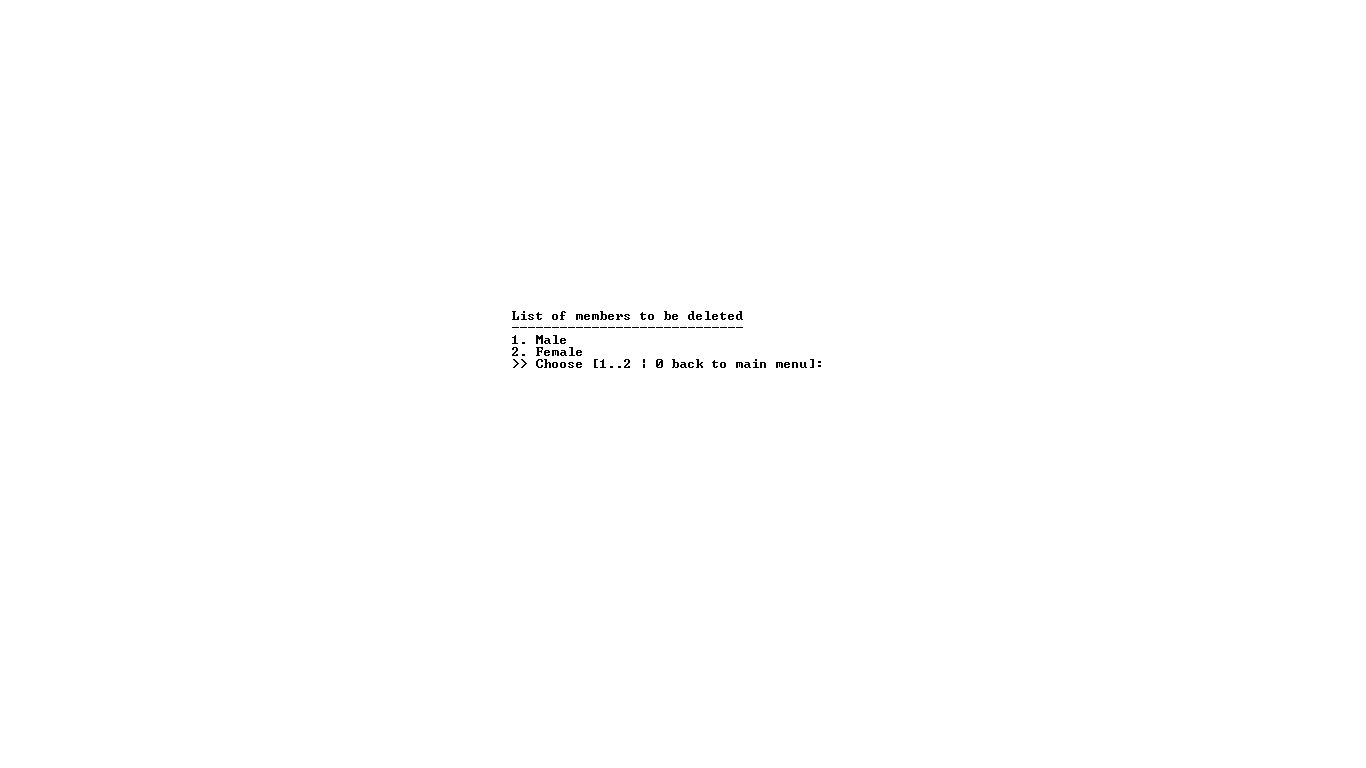 List of members to be deleted
-----------------------------
1. Male
2. Female
>> Choose [1..2 | 0 back to main menu]: